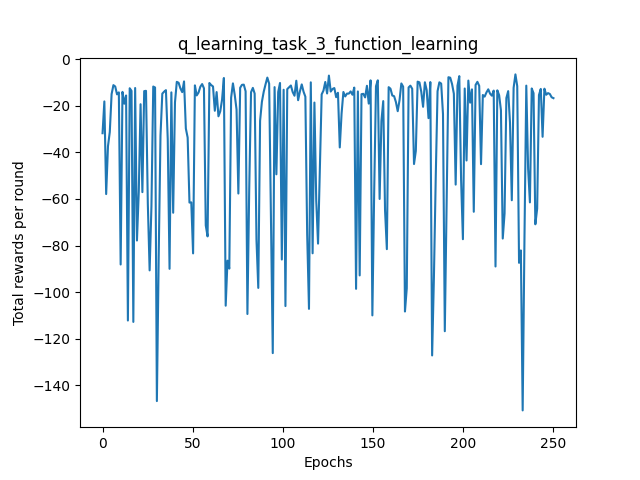 q_learning_task_3_function_learning
Total rewards per round
0
−20
−40
−60
−80
−100
−120
−140
0 50 100 150 200 250
Epochs